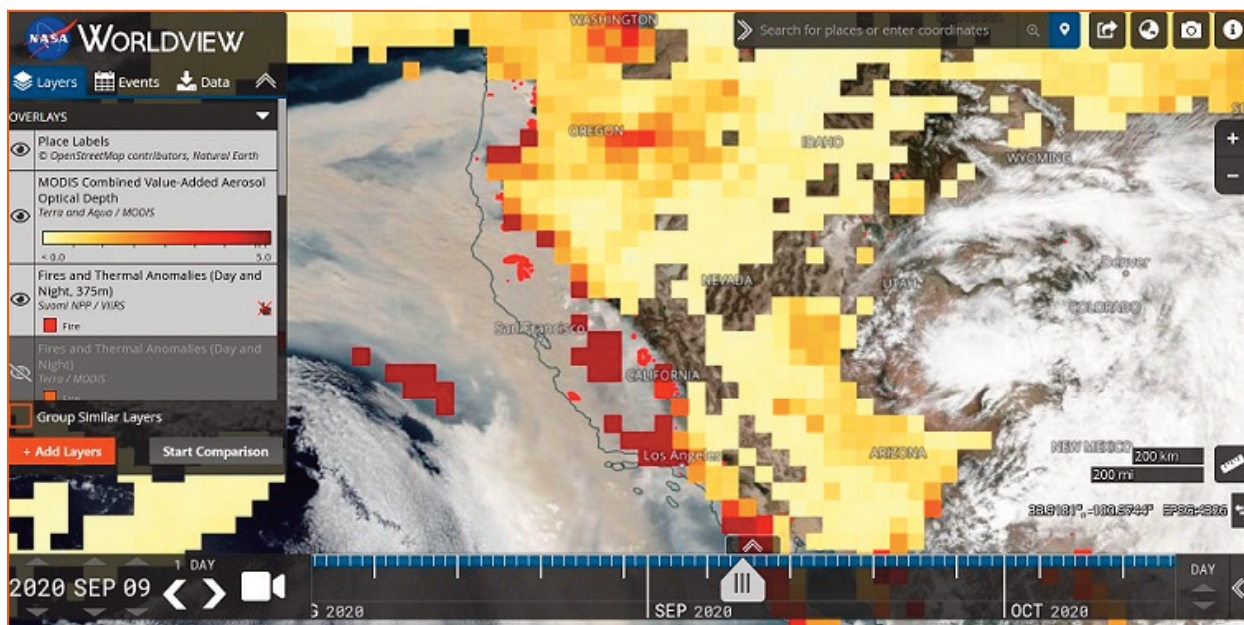 NASA WORLDVIEW
Search for places or enter coordinates
Layers Events Data
OVERLAYS
Place Labels
© OpenStreetMap contributors, Natural Earth
MODIS Combined Value-Added Aerosol
Optical Depth
Terra and Aqua / MODIS
< 0.0 5.0
Fires and Thermal Anomalies (Day and
Night, 375m)
Suomi NPP / VIIRS
Fire
Fires and Thermal Anomalies (Day and
Night)
Terra / MODIS
Fire
Group Similar Layers
+ Add Layers Start Comparison
WASHINGTON
OREGON
IDAHO
WYOMING
NEVADA
UTAH
Denver
COLORADO
San Francisco
CALIFORNIA
Los Angeles
ARIZONA
NEW MEXICO
200 km
200 mi
EPSG:4326
2020 SEP 09
1 DAY
2020
SEP 2020
OCT 2020
DAY